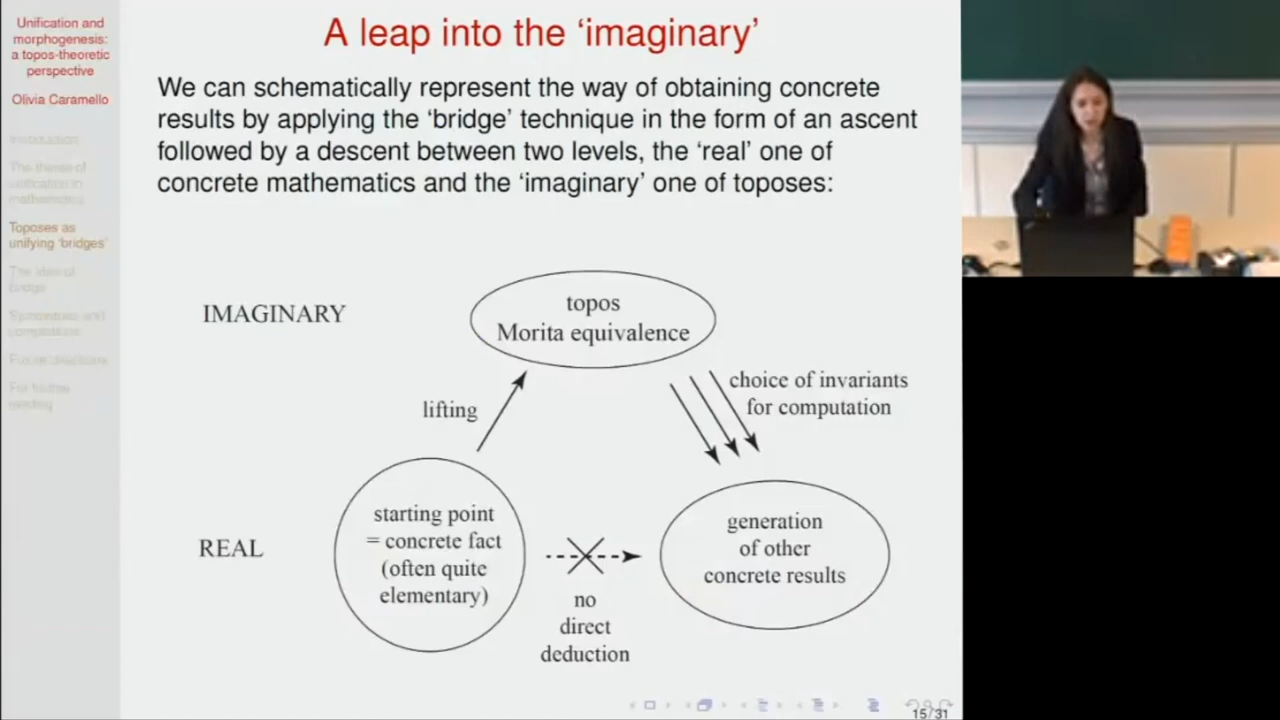 Unification and
morphogenesis:
a topos-theoretic
perspective
Olivia Caramello
Introduction
The theme of
unification in
mathematics
Toposes as
unifying ‘bridges’
The idea of
bridge
Symmetries and
completions
Future directions
For further
reading
A leap into the ‘imaginary’
We can schematically represent the way of obtaining concrete
results by applying the ‘bridge’ technique in the form of an ascent
followed by a descent between two levels, the ‘real’ one of
concrete mathematics and the ‘imaginary’ one of toposes:
IMAGINARY
topos
Morita equivalence
lifting
choice of invariants
for computation
REAL
starting point
= concrete fact
(often quite
elementary)
no
direct
deduction
generation
of other
concrete results
15/31